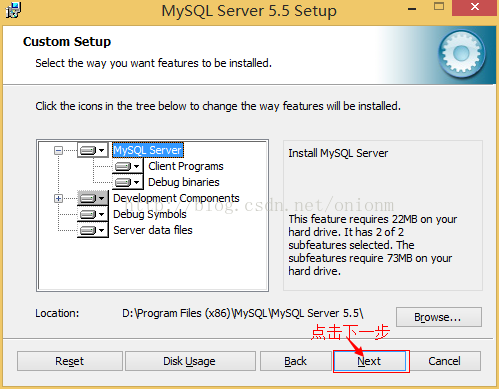 MySQL Server 5.5 Setup
Custom Setup
Select the way you want features to be installed.
Click the icons in the tree below to change the way features will be installed.
MySQL Server
Client Programs
Debug binaries
Development Components
Debug Symbols
Server data files
Install MySQL Server
This feature requires 22MB on your
hard drive. It has 2 of 2
subfeatures selected. The
subfeatures require 73MB on your
hard drive.
http://blog.csdn.net/onionm
Location:
D:\Program Files (x86)\MySQL\MySQL Server 5.5\
Browse...
点击下一步
Reset
Disk Usage
Back
Next
Cancel